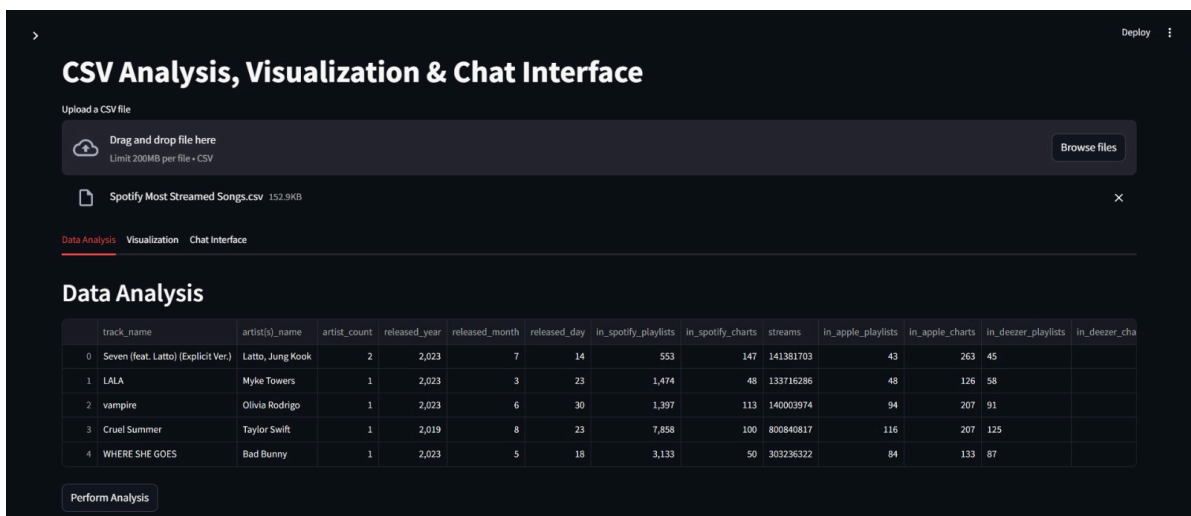 Deploy
CSV Analysis, Visualization & Chat Interface
Upload a CSV file
Drag and drop file here
Limit 200MB per file • CSV
Browse files
Spotify Most Streamed Songs.csv 152.9KB
Data Analysis Visualization Chat Interface
Data Analysis
track_name artist(s)_name artist_count released_year released_month released_day in_spotify_playlists in_spotify_charts streams in_apple_playlists in_apple_charts in_deezer_playlists in_deezer_cha
0 Seven (feat. Latto) (Explicit Ver.) Latto, Jung Kook 2 2,023 7 14 553 147 141381703 43 263 45
1 LALA Myke Towers 1 2,023 3 23 1,474 48 133716286 48 126 58
2 vampire Olivia Rodrigo 1 2,023 6 30 1,397 113 140003974 94 207 91
3 Cruel Summer Taylor Swift 1 2,019 8 23 7,858 100 800840817 116 207 125
4 WHERE SHE GOES Bad Bunny 1 2,023 5 18 3,133 50 303236322 84 133 87
Perform Analysis